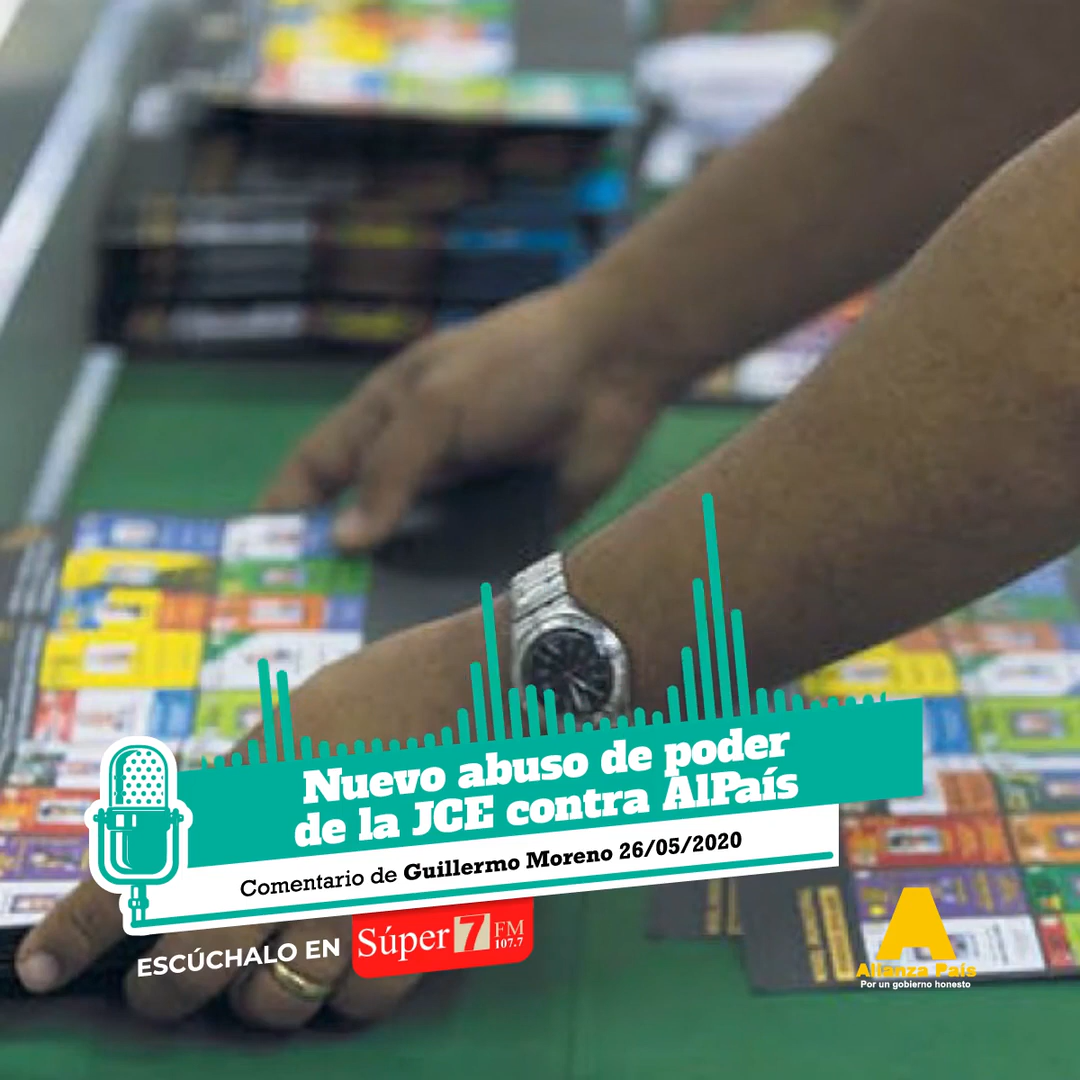 Nuevo abuso de poder
de la JCE contra AlPaís
Comentario de Guillermo Moreno 26/05/2020
ESCÚCHALO EN
Súper 7 FM
107.7
A
Alianza País
Por un gobierno honesto